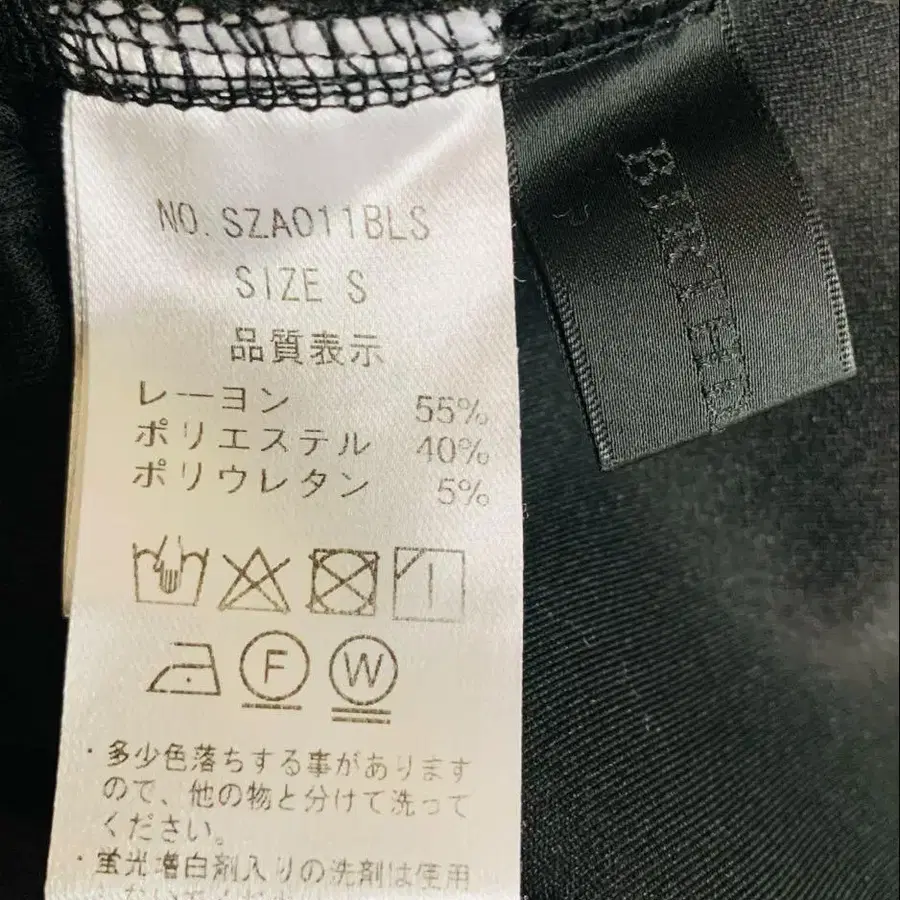 NO. SZA011BLS
SIZE S
品質表示
レーヨン 55%
ポリエステル 40%
ポリウレタン 5%
F
W
・多少色落ちする事があります
ので、他の物と分けて洗って
ください。
・蛍光増白剤入りの洗剤は使用